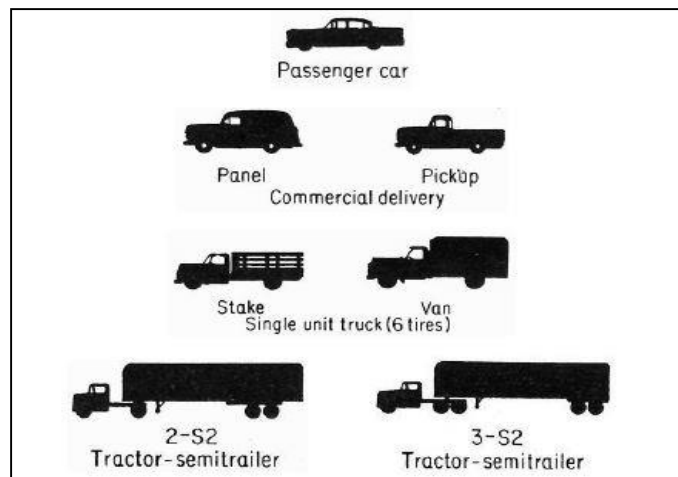 Passenger car
Panel Pickup
Commercial delivery
Stake Van
Single unit truck (6 tires)
2-S2 3-S2
Tractor-semitrailer Tractor-semitrailer